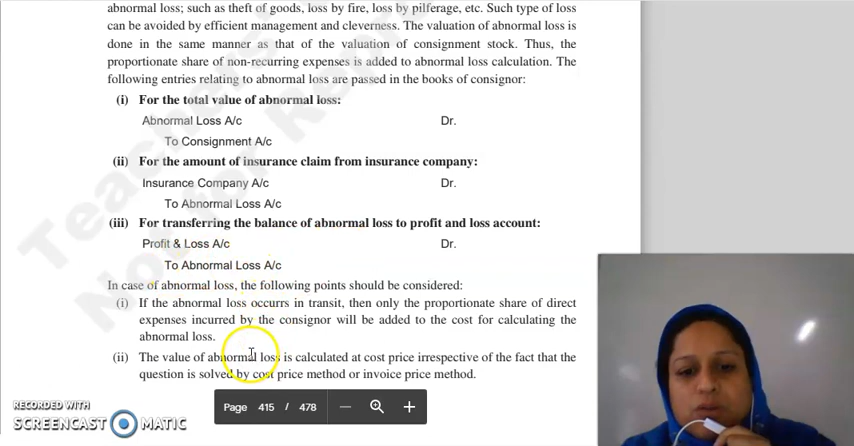 abnormal loss; such as theft of goods, loss by fire, loss by pilferage, etc. Such type of loss
can be avoided by efficient management and cleverness. The valuation of abnormal loss is
done in the same manner as that of the valuation of consignment stock. Thus, the
proportionate share of non-recurring expenses is added to abnormal loss calculation. The
following entries relating to abnormal loss are passed in the books of consignor:
(i) For the total value of abnormal loss:
Abnormal Loss A/c Dr.
To Consignment A/c
(ii) For the amount of insurance claim from insurance company:
Insurance Company A/c Dr.
To Abnormal Loss A/c
(iii) For transferring the balance of abnormal loss to profit and loss account:
Profit & Loss A/c Dr.
To Abnormal Loss A/c
In case of abnormal loss, the following points should be considered:
(i) If the abnormal loss occurrs in transit, then only the proportionate share of direct
expenses incurred by the consignor will be added to the cost for calculating the
abnormal loss.
(ii) The value of abnormal loss is calculated at cost price irrespective of the fact that the
question is solved by cost price method or invoice price method.
Page 415 / 478
RECORDED WITH
SCREENCAST MATIC
Not for